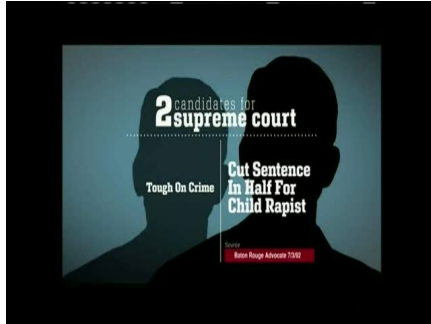 2 candidates for
supreme court
Tough On Crime
Cut Sentence
In Half For
Child Rapist
Source
Baton Rouge Advocate 7/3/92